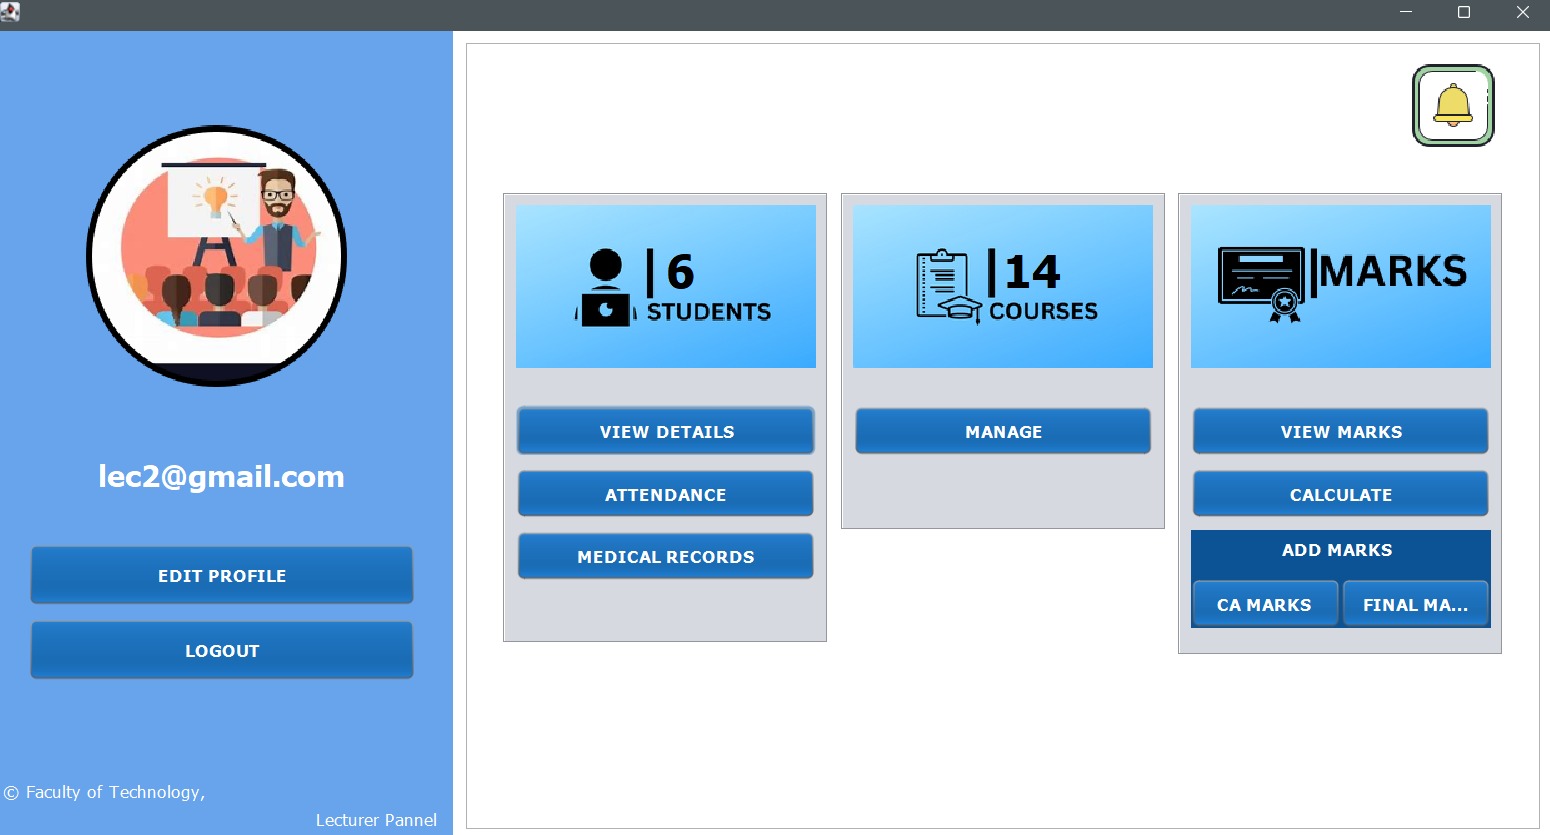 lec2@gmail.com
EDIT PROFILE
LOGOUT
© Faculty of Technology,
Lecturer Pannel
|6
STUDENTS
VIEW DETAILS
ATTENDANCE
MEDICAL RECORDS
|14
COURSES
MANAGE
|MARKS
VIEW MARKS
CALCULATE
ADD MARKS
CA MARKS
FINAL MA...